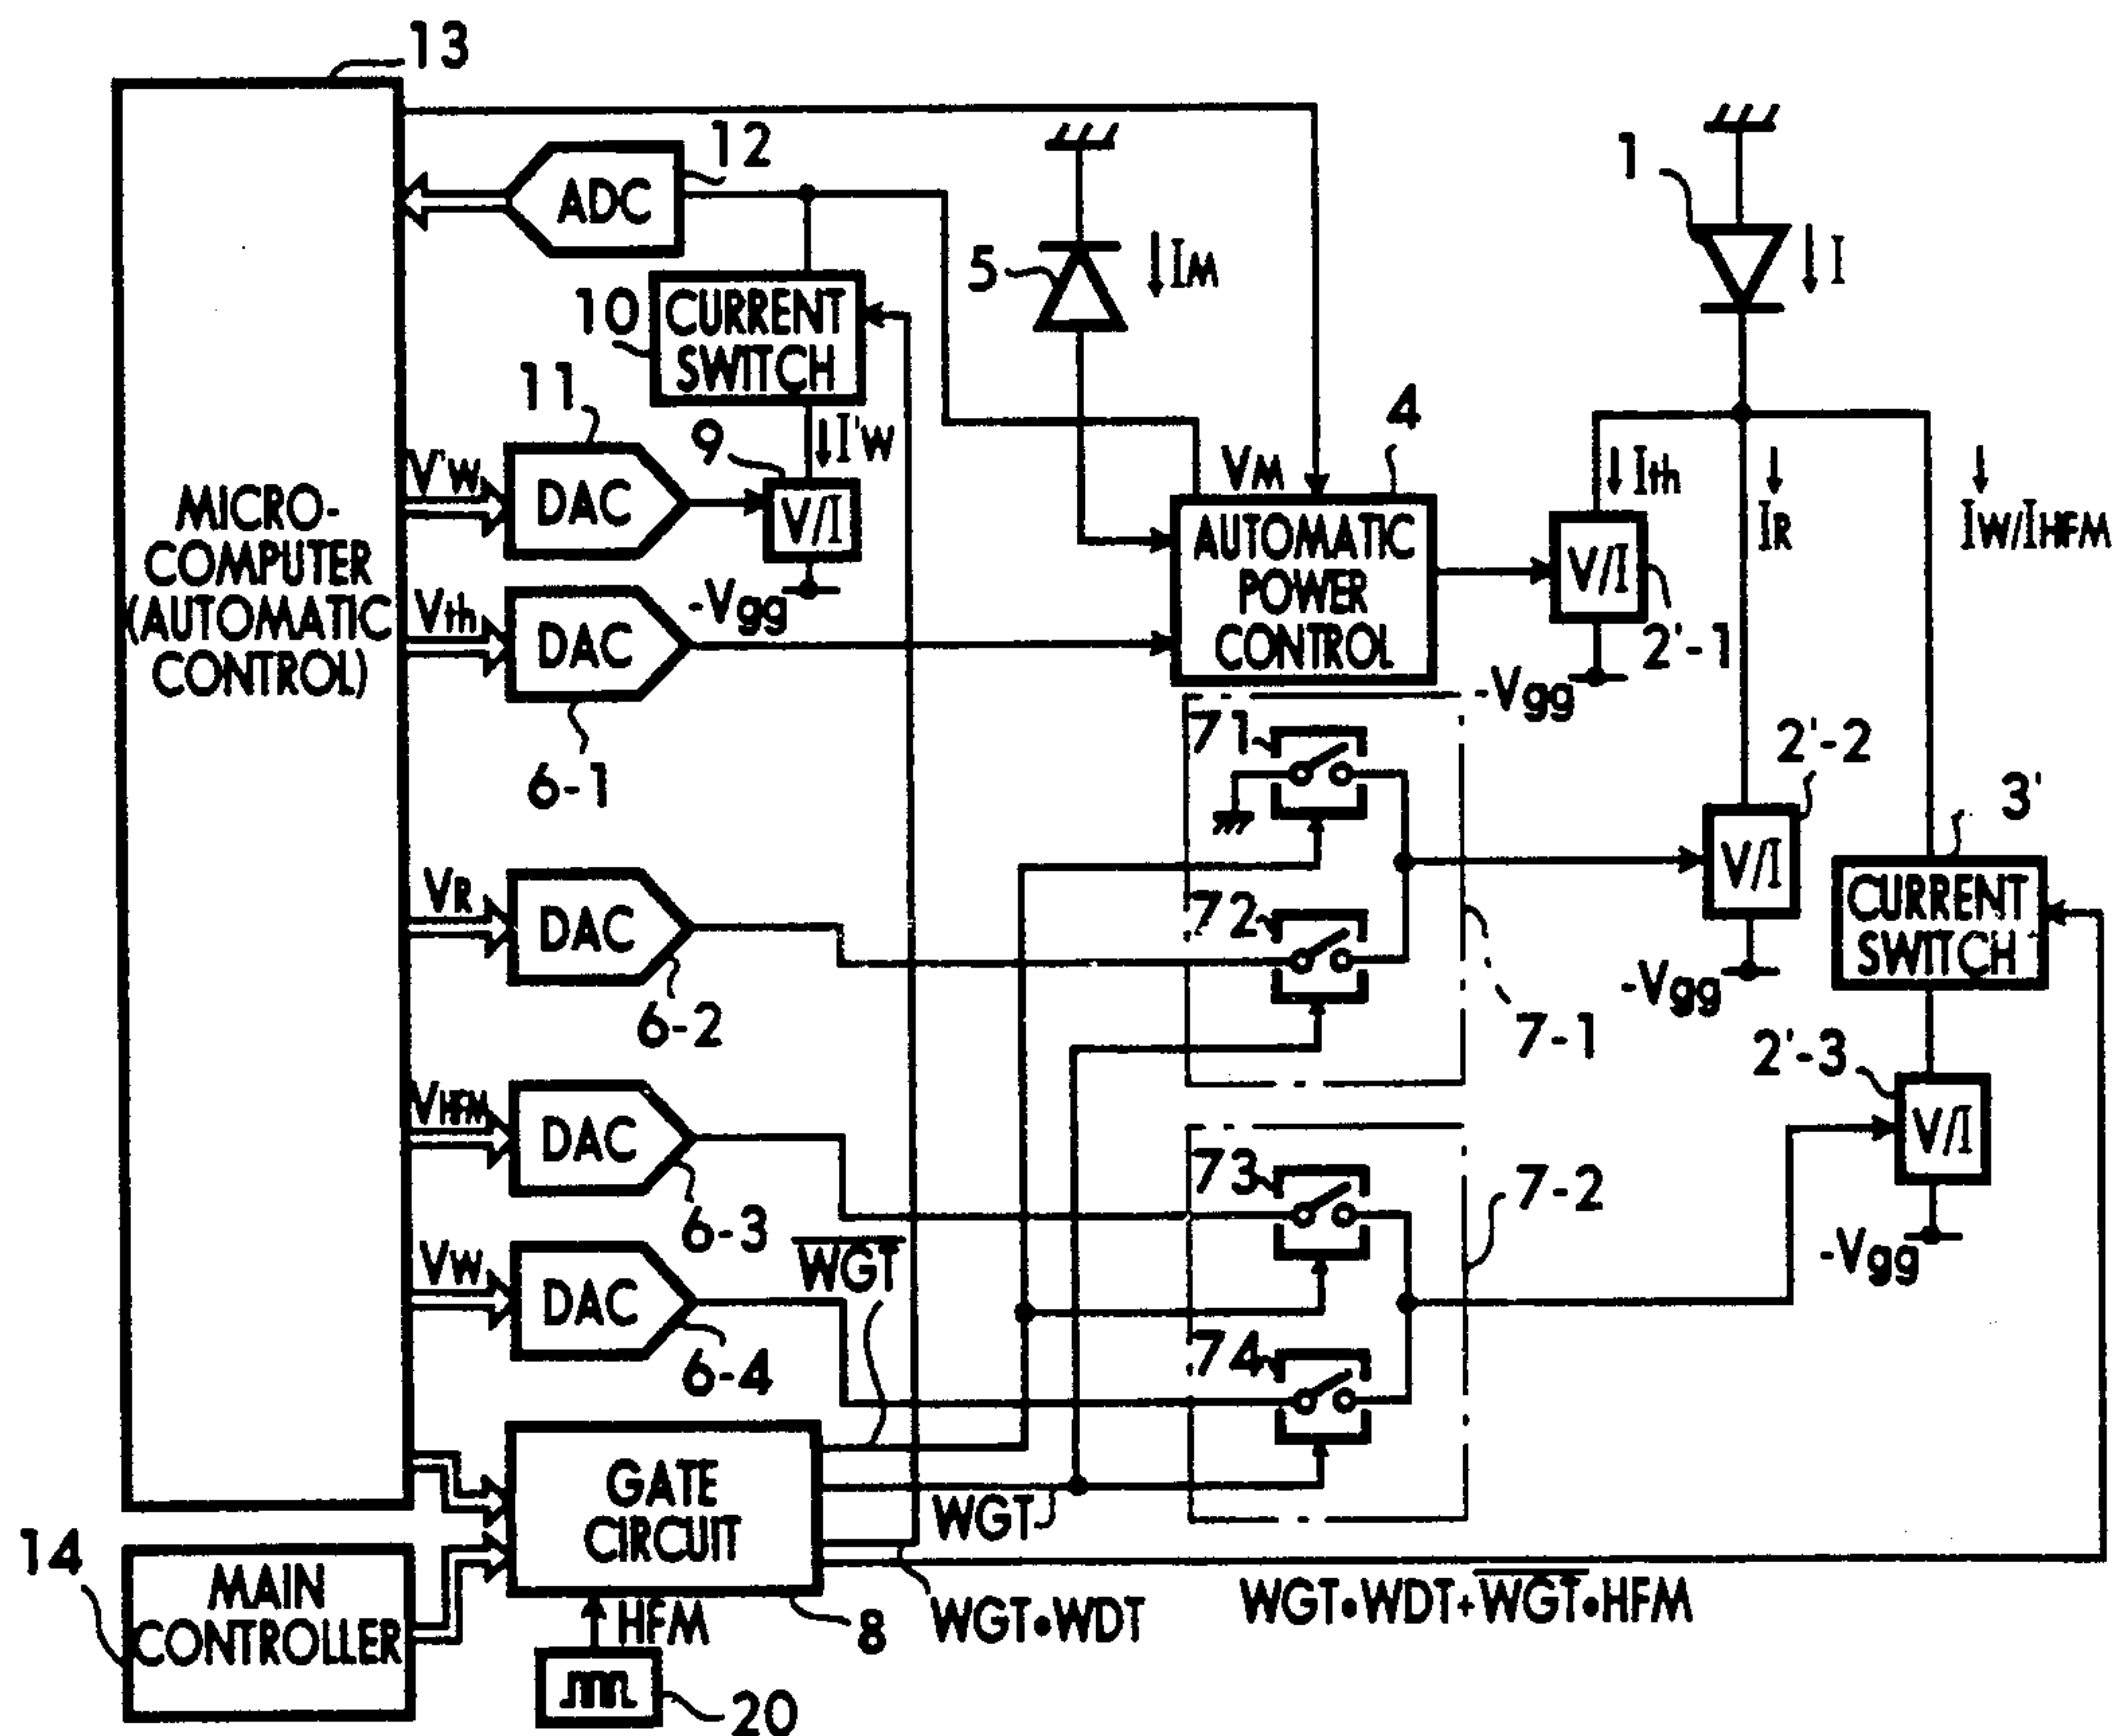 13
12
ADC
1
I
5
IM
10
CURRENT
SWITCH
11
9
I'W
4
V'W
DAC
V/I
VM
Ith
IR
IW/IHFM
MICRO-
COMPUTER
(AUTOMATIC
CONTROL)
AUTOMATIC
POWER
CONTROL
V/I
2'-1
Vth
DAC
-Vgg
-Vgg
6-1
71
2'-2
3'
VR
DAC
72
V/I
CURRENT
SWITCH
6-2
-Vgg
7-1
2'-3
VHFM
DAC
V/I
73
7-2
6-3
WGT
-Vgg
VW
DAC
74
6-4
GATE
CIRCUIT
WGT
14
MAIN
CONTROLLER
HFM
8
WGT•WDT
WGT•WDT+WGT•HFM
20